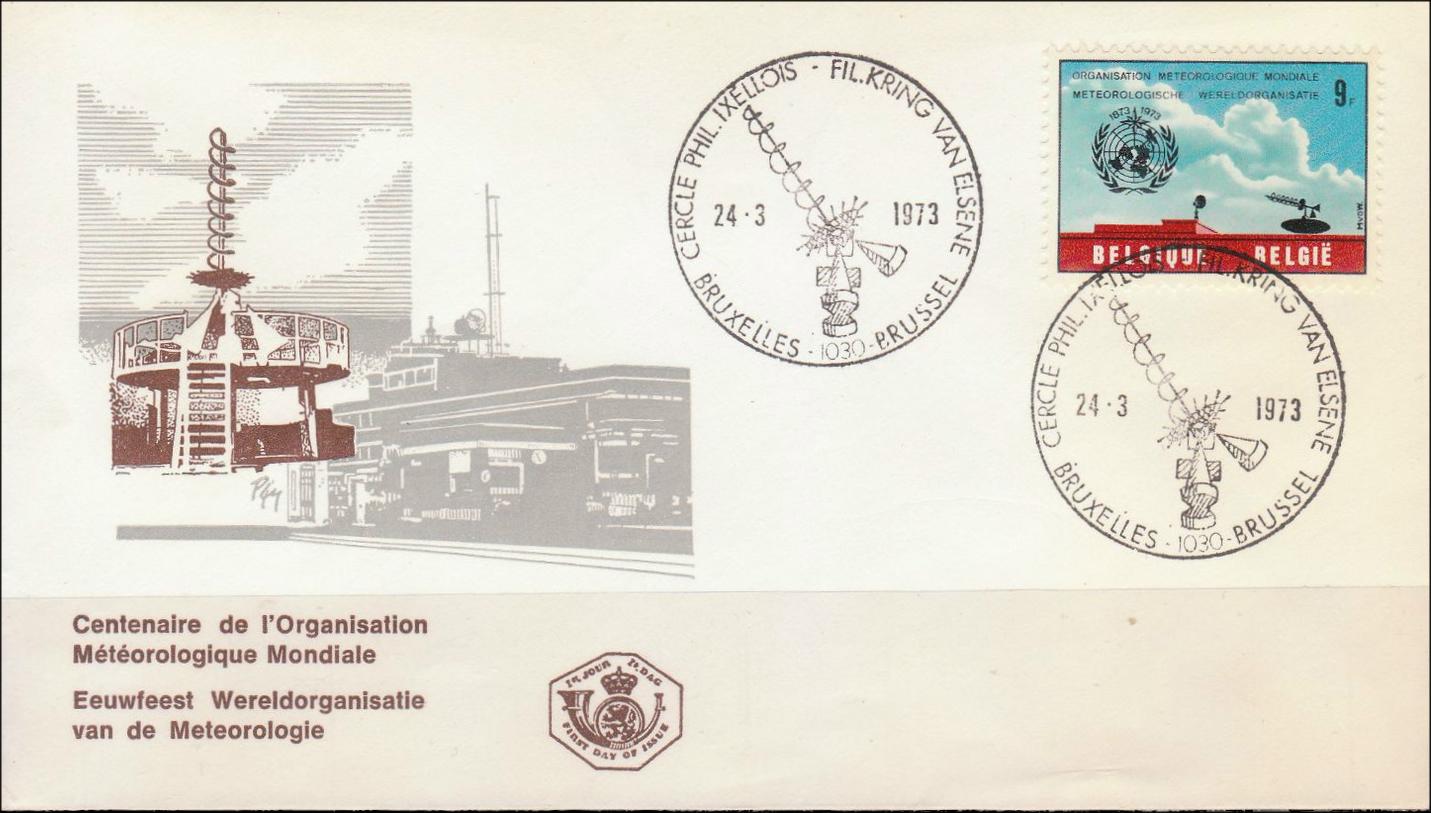 CERCLE PHIL. IXELLOIS - FIL. KRING VAN ELSENE
24·3 1973
BRUXELLES - 1030 - BRUSSEL
ORGANISATION METEOROLOGIQUE MONDIALE
METEOROLOGISCHE WERELDORGANISATIE
9F
1873 1973
MVDW
BELGIQUE BELGIË
CERCLE PHIL. IXELLOIS - FIL. KRING VAN ELSENE
24·3 1973
BRUXELLES - 1030 - BRUSSEL
Centenaire de l'Organisation
Météorologique Mondiale
Eeuwfeest Wereldorganisatie
van de Meteorologie
1R. JOUR 1E. DAG
FIRST DAY OF ISSUE